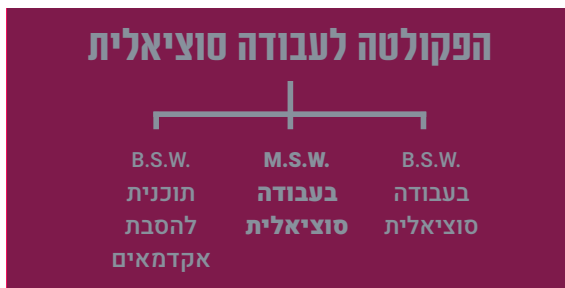 הפקולטה לעבודה סוציאלית
B.S.W.
בעבודה
סוציאלית
M.S.W.
בעבודה
סוציאלית
B.S.W.
תוכנית
להסבת
אקדמאים